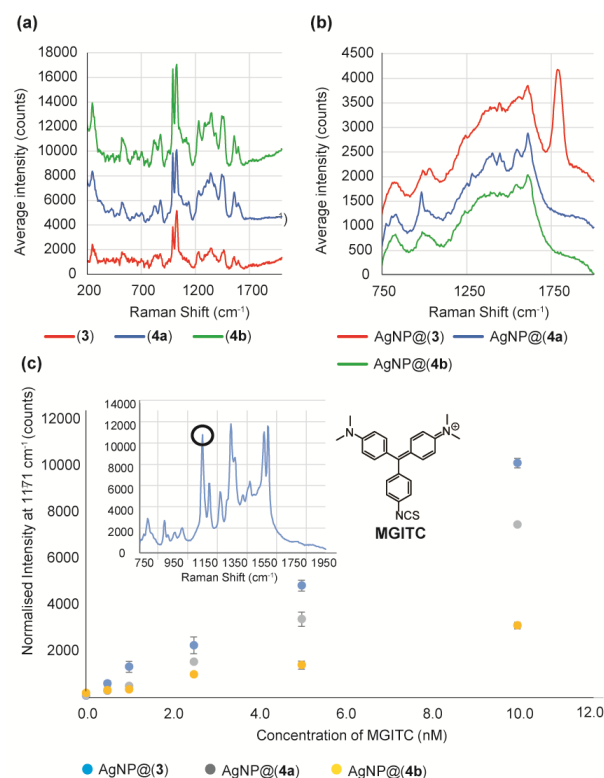 (a)
18000
16000
14000
12000
10000
8000
6000
4000
2000
0
Average intensity (counts)
200 700 1200 1700
Raman Shift (cm⁻¹)
)
(3) (4a) (4b)
(b)
4500
4000
3500
3000
2500
2000
1500
1000
500
0
Average intensity (counts)
750 1250 1750
Raman Shift (cm⁻¹)
AgNP@(3) AgNP@(4a)
AgNP@(4b)
(c)
12000
10000
8000
6000
4000
2000
Normalised Intensity at 1171 cm⁻¹ (counts)
14000
12000
10000
8000
6000
4000
2000
0
750 950 1150 1350 1550 1750 1950
Raman Shift (cm⁻¹)
N
N
⊕
NCS
MGITC
0.0 2.0 4.0 6.0 8.0 10.0 12.0
Concentration of MGITC (nM)
AgNP@(3) AgNP@(4a) AgNP@(4b)